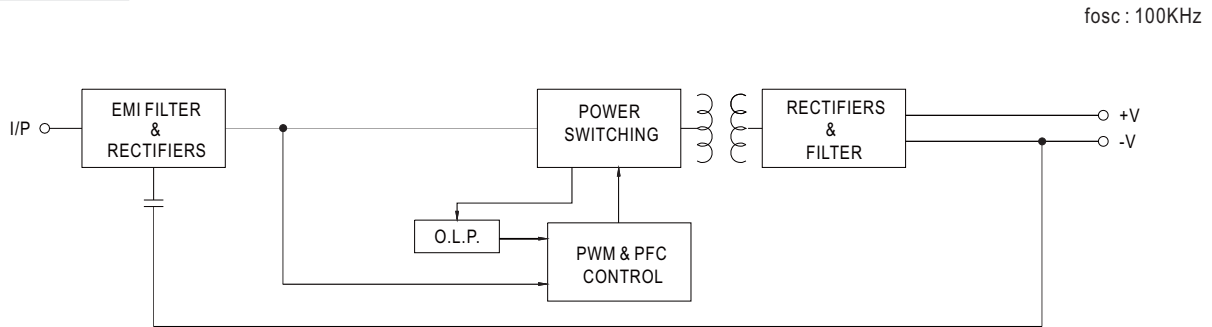 fosc : 100KHz
I/P
EMI FILTER
&
RECTIFIERS
POWER
SWITCHING
RECTIFIERS
&
FILTER
+V
-V
O.L.P.
PWM & PFC
CONTROL